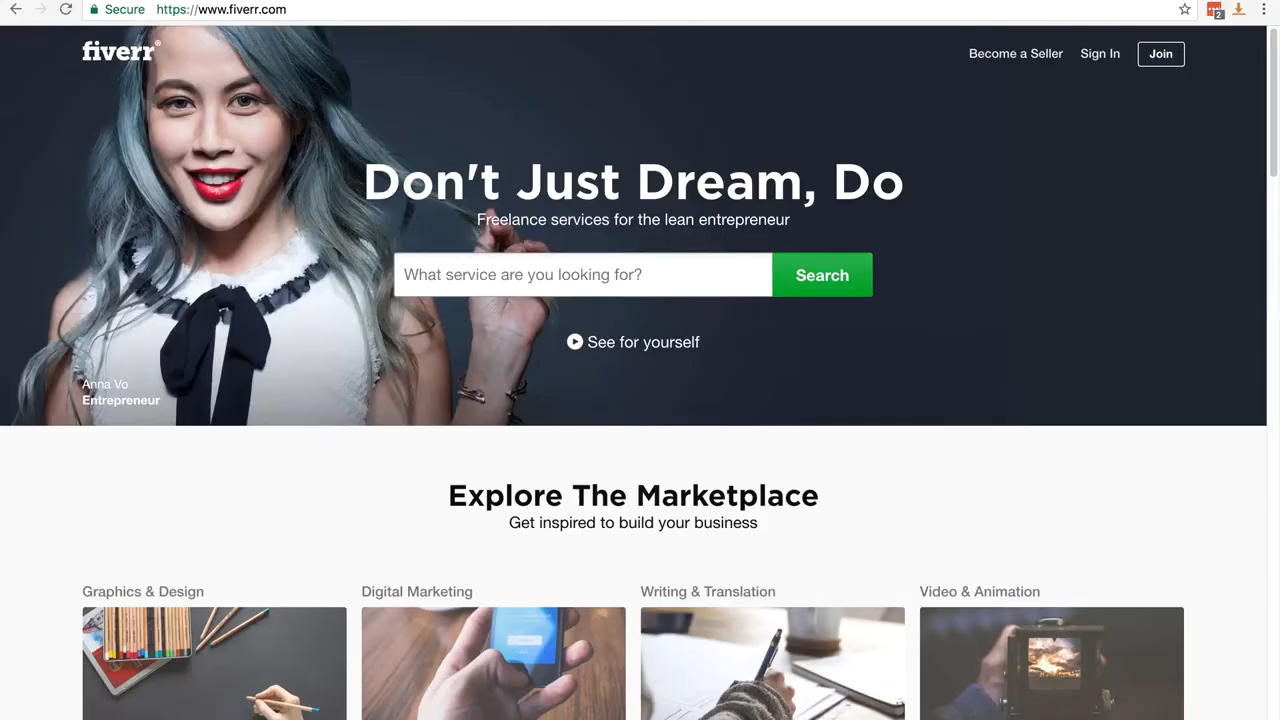 Secure https://www.fiverr.com
2
fiverr®
Become a Seller Sign In Join
Don't Just Dream, Do
Freelance services for the lean entrepreneur
What service are you looking for? Search
See for yourself
Anna Vo
Entrepreneur
Explore The Marketplace
Get inspired to build your business
Graphics & Design Digital Marketing Writing & Translation Video & Animation